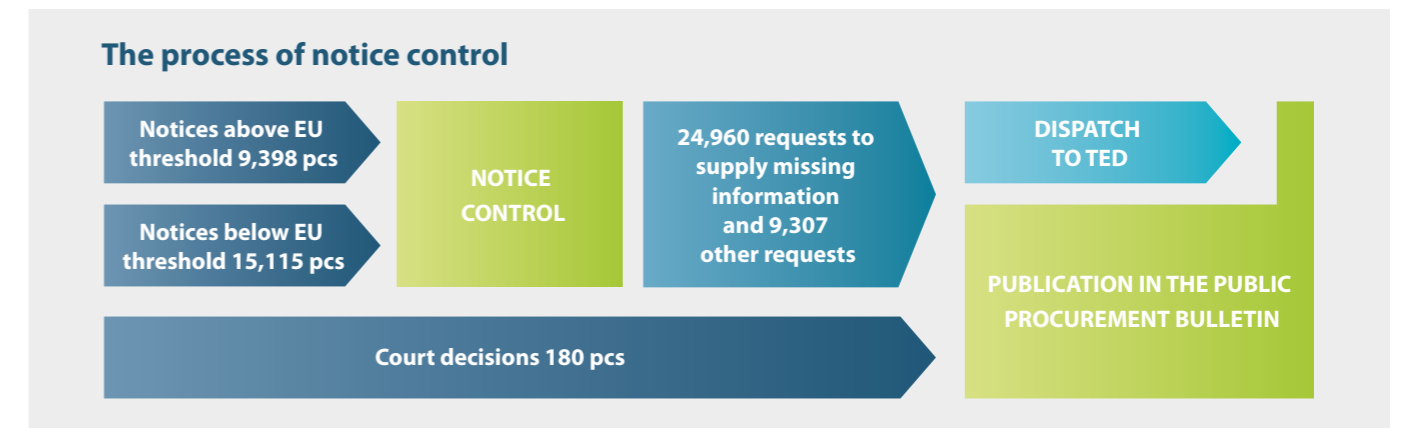 The process of notice control
Notices above EU
threshold 9,398 pcs
Notices below EU
threshold 15,115 pcs
NOTICE
CONTROL
24,960 requests to
supply missing
information
and 9,307
other requests
DISPATCH
TO TED
PUBLICATION IN THE PUBLIC
PROCUREMENT BULLETIN
Court decisions 180 pcs